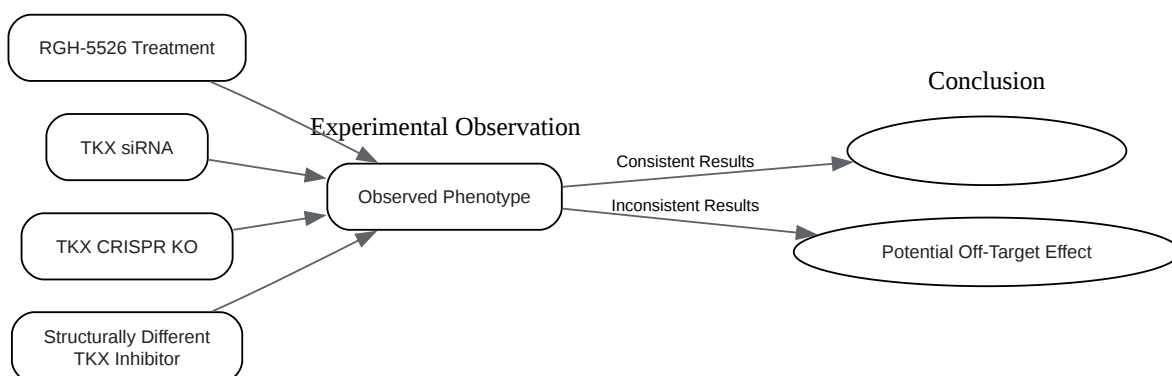 RGH-5526 Treatment
TKX siRNA
TKX CRISPR KO
Structurally Different
TKX Inhibitor
Experimental Observation
Observed Phenotype
Consistent Results
Inconsistent Results
Conclusion
Potential Off-Target Effect